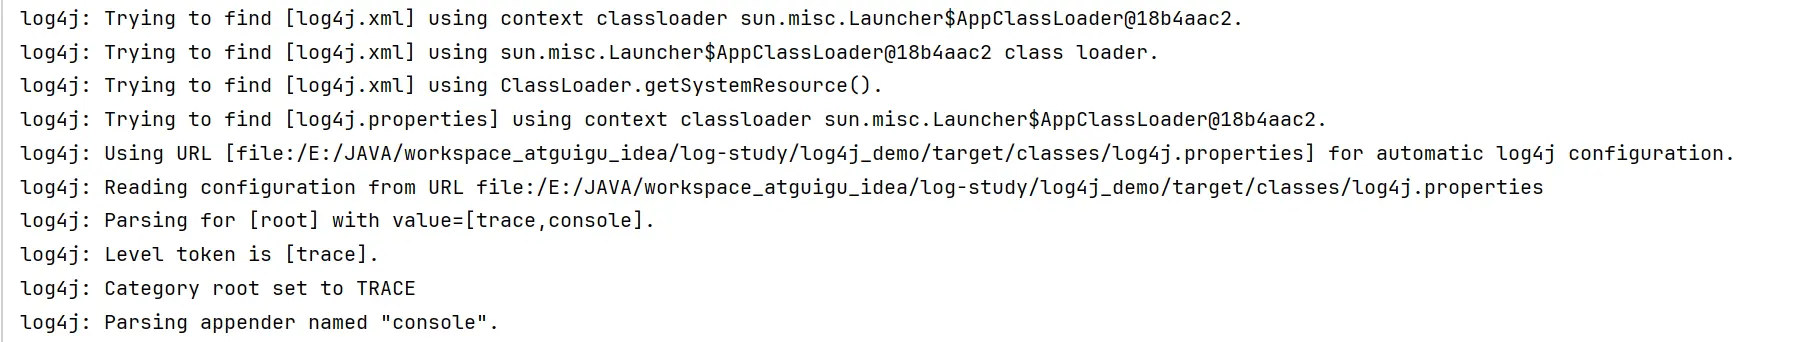 log4j: Trying to find [log4j.xml] using context classloader sun.misc.Launcher$AppClassLoader@18b4aac2.
log4j: Trying to find [log4j.xml] using sun.misc.Launcher$AppClassLoader@18b4aac2 class loader.
log4j: Trying to find [log4j.xml] using ClassLoader.getSystemResource().
log4j: Trying to find [log4j.properties] using context classloader sun.misc.Launcher$AppClassLoader@18b4aac2.
log4j: Using URL [file:/E:/JAVA/workspace_atguigu_idea/log-study/log4j_demo/target/classes/log4j.properties] for automatic log4j configuration.
log4j: Reading configuration from URL file:/E:/JAVA/workspace_atguigu_idea/log-study/log4j_demo/target/classes/log4j.properties
log4j: Parsing for [root] with value=[trace,console].
log4j: Level token is [trace].
log4j: Category root set to TRACE
log4j: Parsing appender named "console".